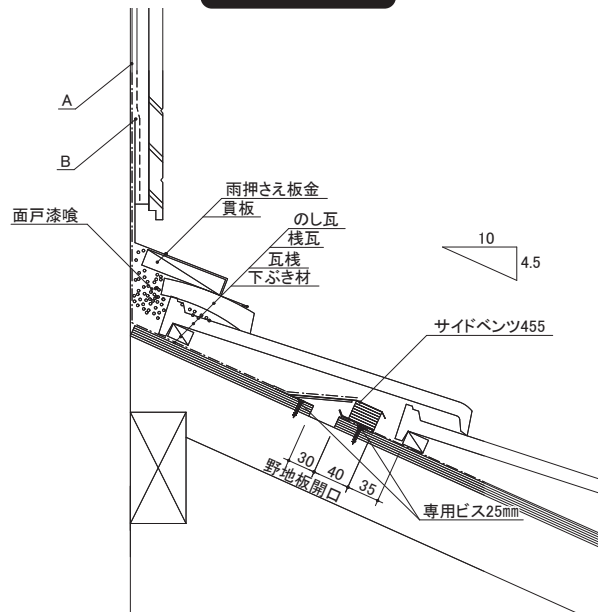 A
B
雨押さえ板金
貫板
面戸漆喰
のし瓦
桟瓦
瓦桟
下ぶき材
10
4.5
サイドベンツ455
30
40
35
野地板開口
専用ビス25mm